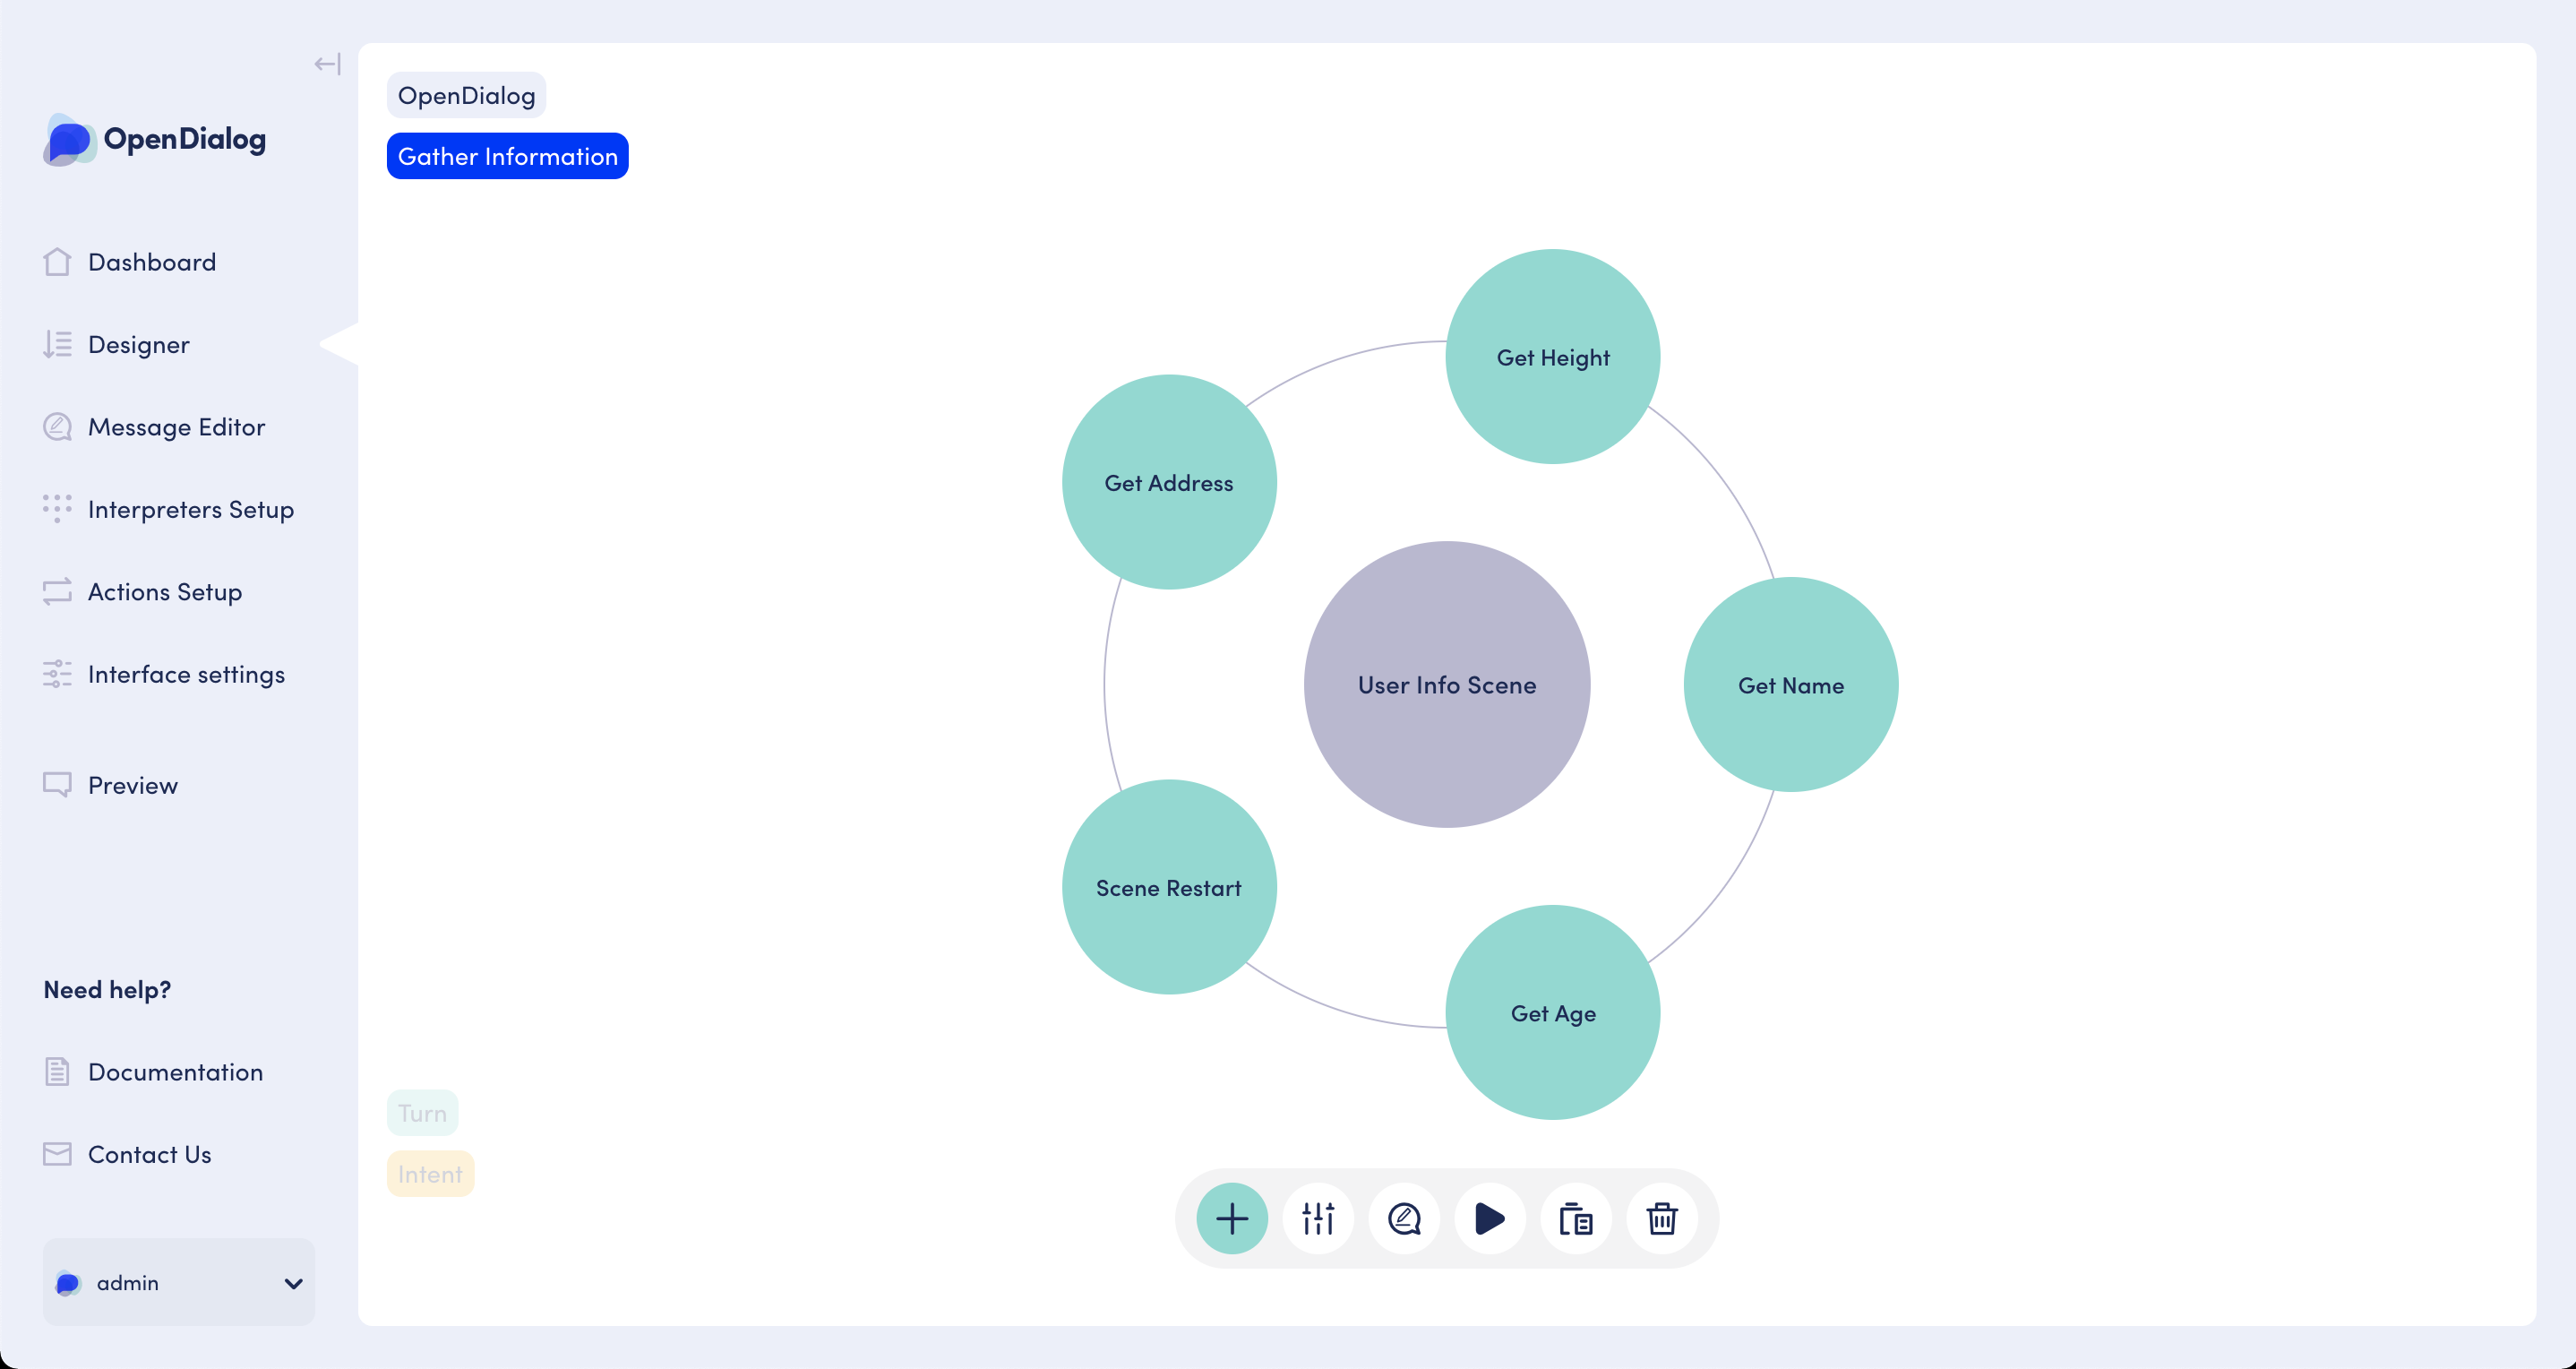 OpenDialog
Dashboard
Designer
Message Editor
Interpreters Setup
Actions Setup
Interface settings
Preview
Need help?
Documentation
Contact Us
admin
OpenDialog
Gather Information
Get Height
Get Address
User Info Scene
Get Name
Scene Restart
Get Age
Turn
Intent